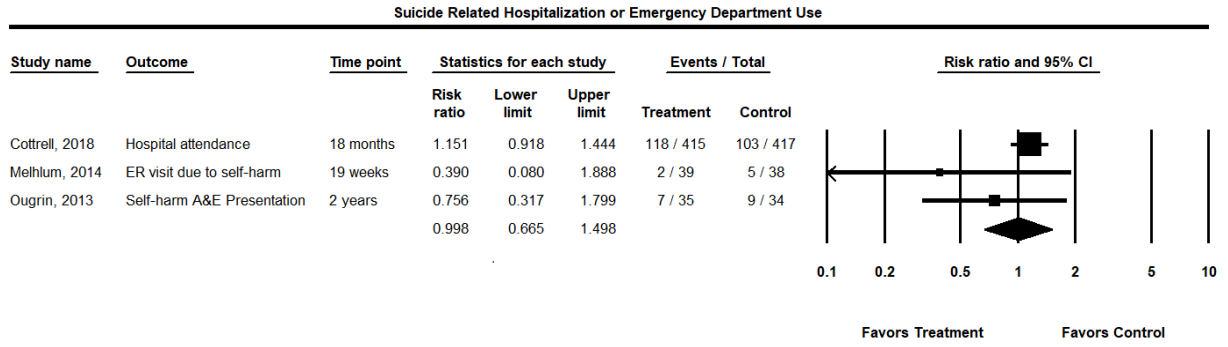 Suicide Related Hospitalization or Emergency Department Use
Study name Outcome Time point Statistics for each study Events / Total Risk ratio and 95% CI
Risk ratio Lower limit Upper limit Treatment Control
Cottrell, 2018 Hospital attendance 18 months 1.151 0.918 1.444 118 / 415 103 / 417
Melhlum, 2014 ER visit due to self-harm 19 weeks 0.390 0.080 1.888 2 / 39 5 / 38
Ougrin, 2013 Self-harm A&E Presentation 2 years 0.756 0.317 1.799 7 / 35 9 / 34
0.998 0.665 1.498
0.1 0.2 0.5 1 2 5 10
Favors Treatment Favors Control